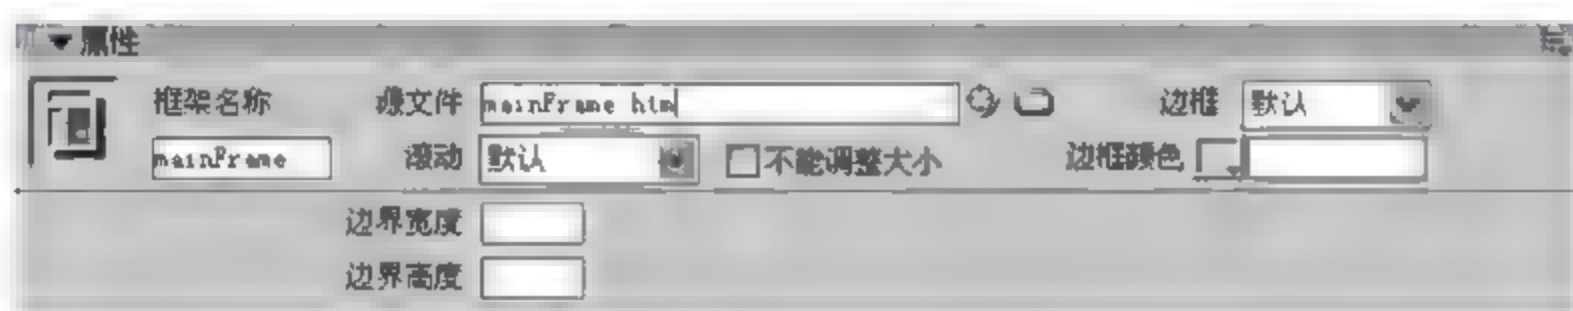 属性
框架名称 源文件 mainFrame htm 边框 默认
mainFrame 滚动 默认 不能调整大小 边框颜色
边界宽度
边界高度